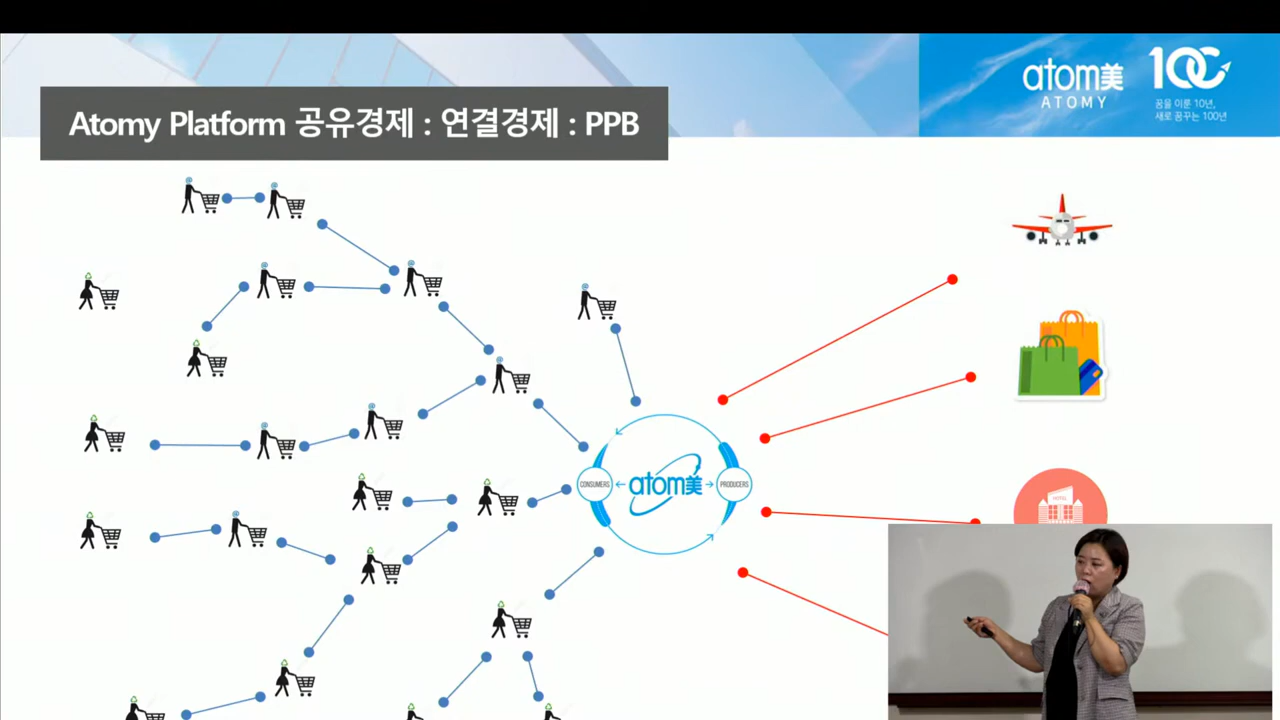 Atomy Platform 공유경제 : 연결경제 : PPB
atom美
ATOMY
100
꿈을 이룬 10년,
새로 꿈꾸는 100년
CONSUMERS
atom美
PRODUCERS
HOTEL